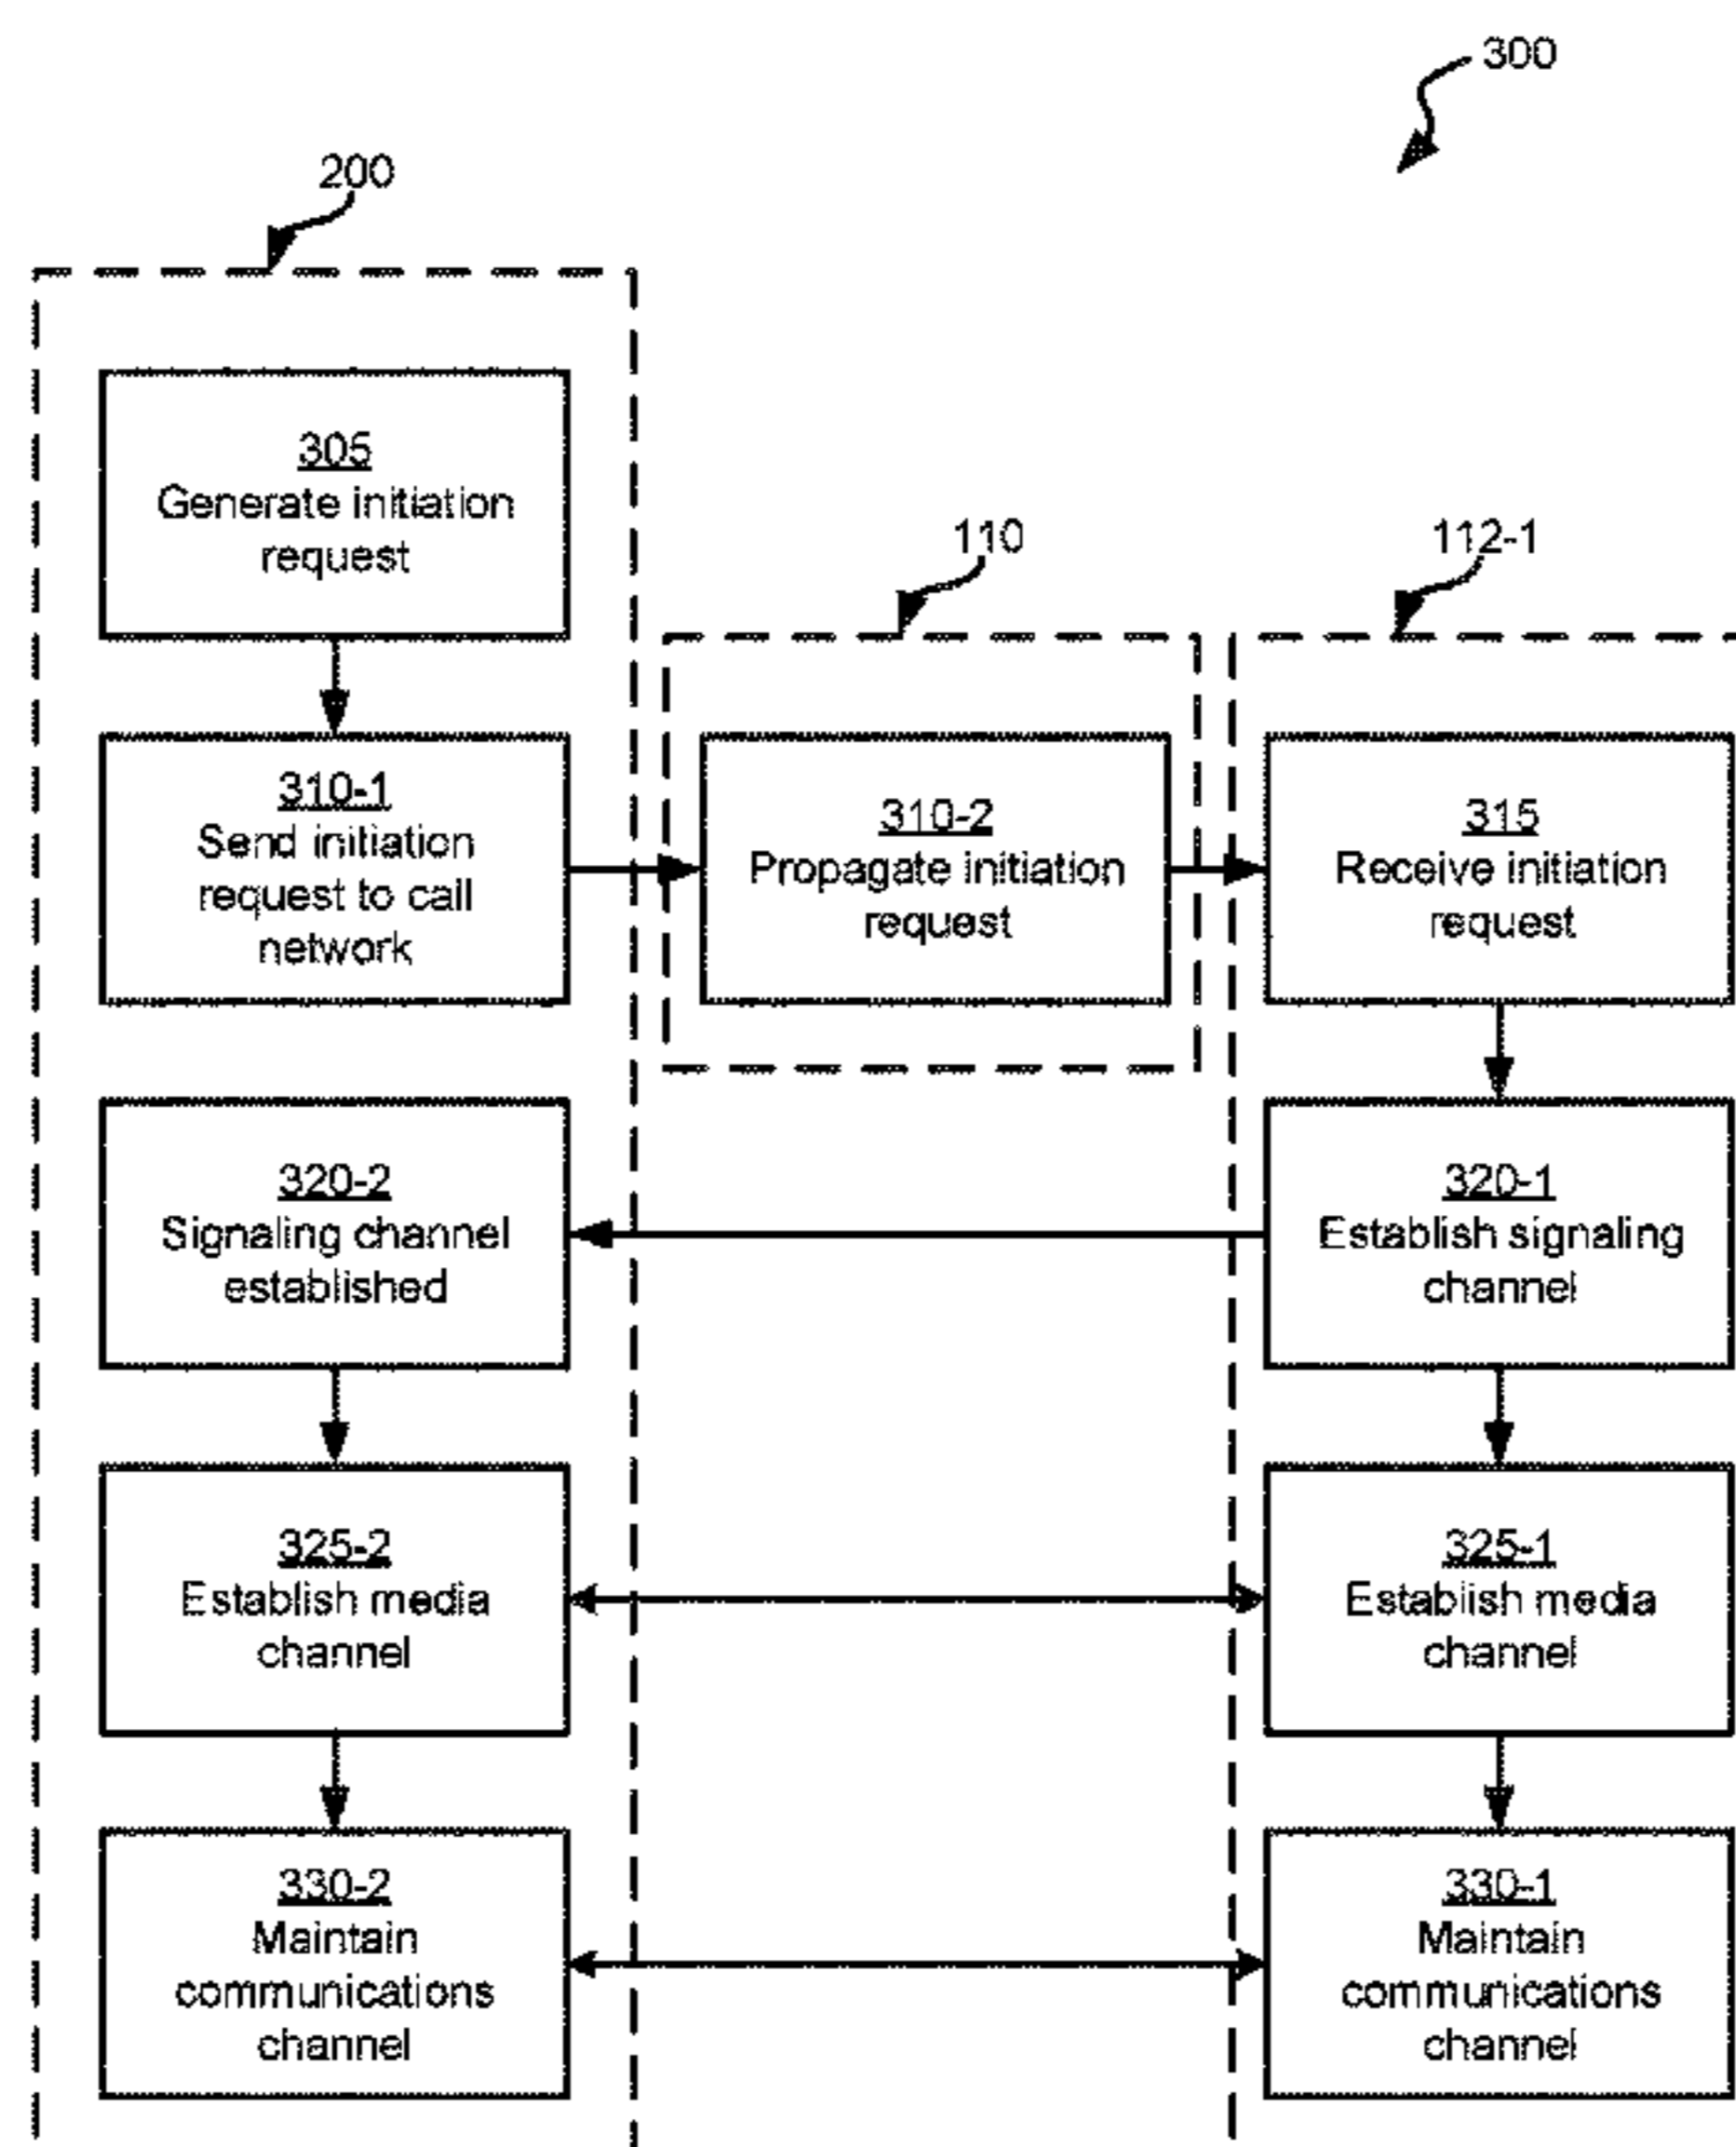 300
200
305
Generate initiation
request
110
112-1
310-1
Send initiation
request to call
network
310-2
Propagate initiation
request
315
Receive initiation
request
320-2
Signaling channel
established
320-1
Establish signaling
channel
325-2
Establish media
channel
325-1
Establish media
channel
330-2
Maintain
communications
channel
330-1
Maintain
communications
channel